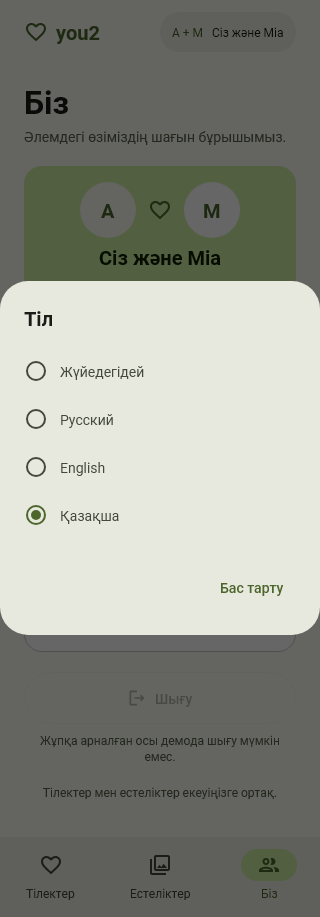 you2
A + M Сіз және Mia
Біз
Әлемдегі өзіміздің шағын бұрышымыз.
A
M
Сіз және Mia
Тіл
Жүйедегідей
Русский
English
Қазақша
Бас тарту
Шығу
Жұпқа арналған осы демода шығу мүмкін
емес.
Тілектер мен естеліктер екеуіңізге ортақ.
Тілектер
Естеліктер
Біз